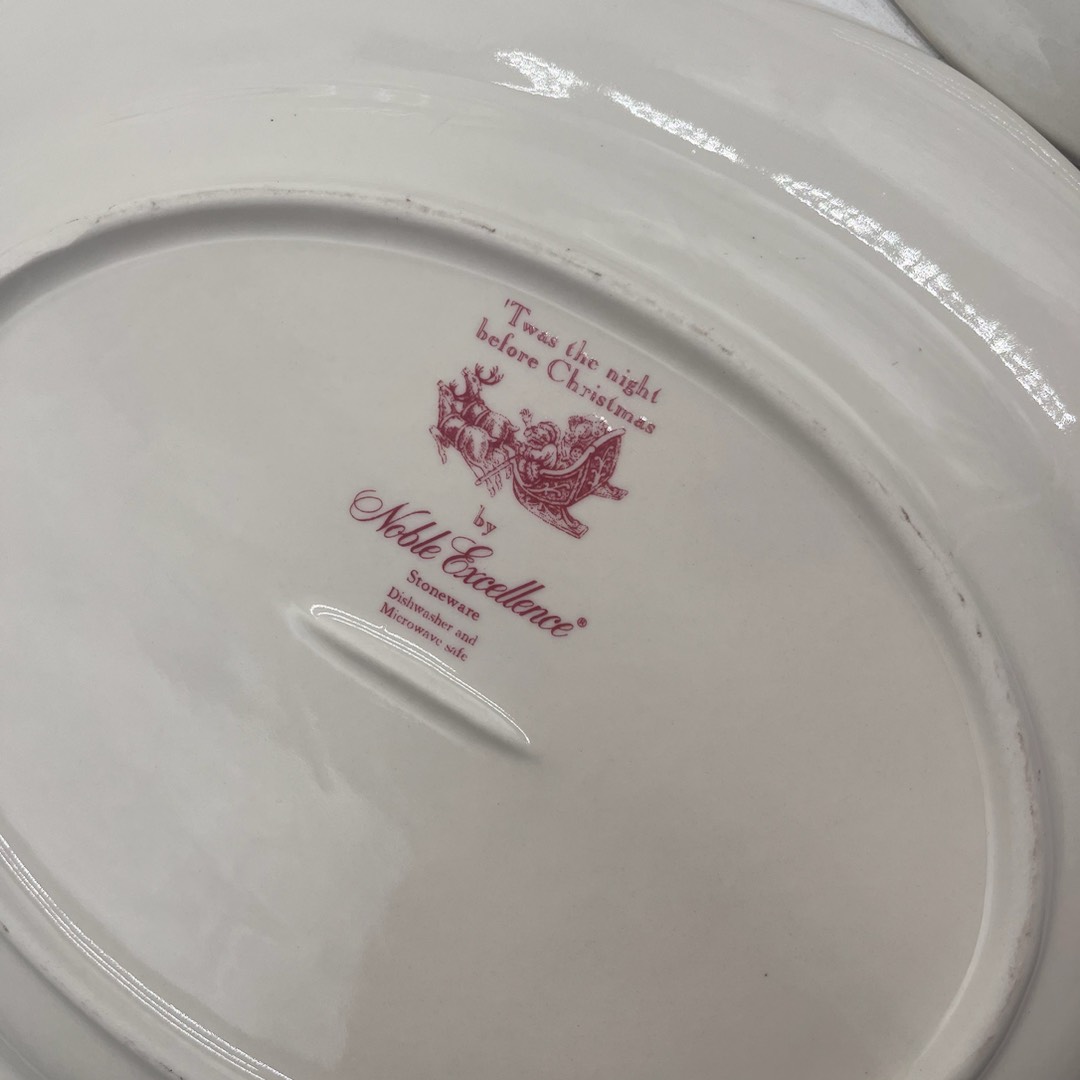 'Twas the night
before Christmas
by
Noble Excellence®
Stoneware
Dishwasher and
Microwave safe